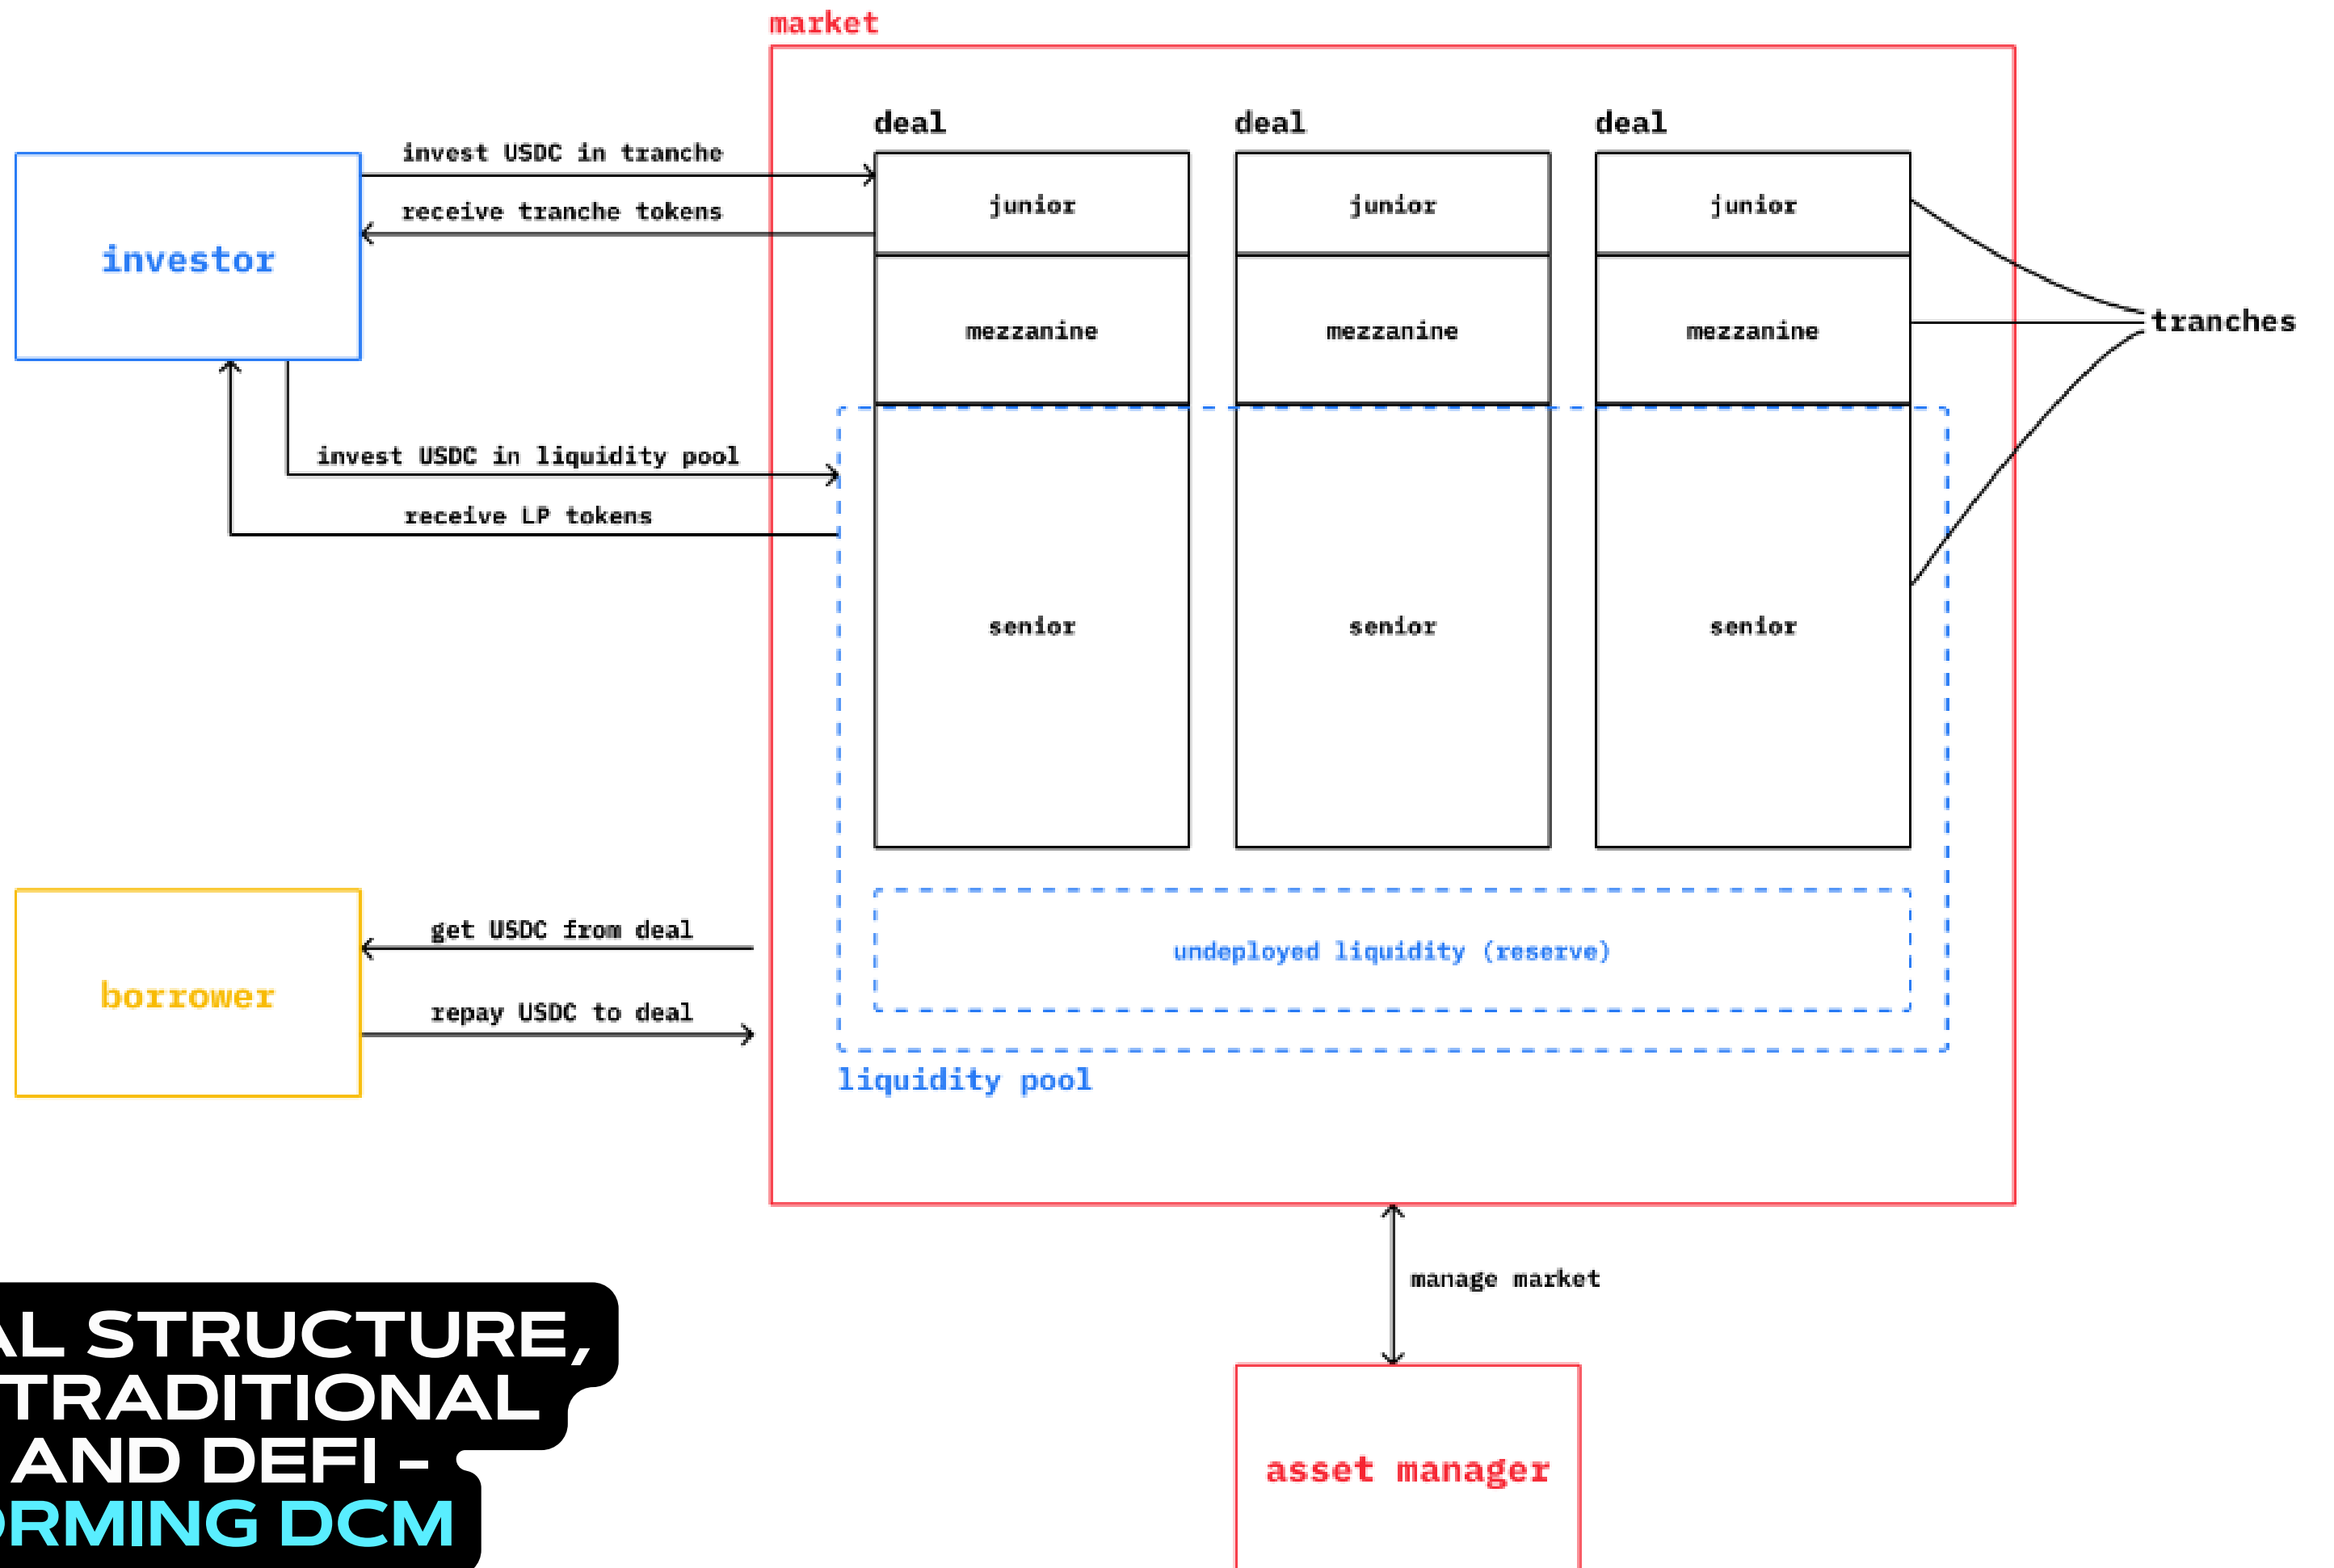 market
deal
deal
deal
invest USDC in tranche
receive tranche tokens
investor
junior
junior
junior
mezzanine
mezzanine
mezzanine
tranches
invest USDC in liquidity pool
receive LP tokens
senior
senior
senior
get USDC from deal
borrower
repay USDC to deal
undeployed liquidity (reserve)
liquidity pool
manage market
asset manager
AL STRUCTURE,
TRADITIONAL
AND DEFI -
ORMING DCM